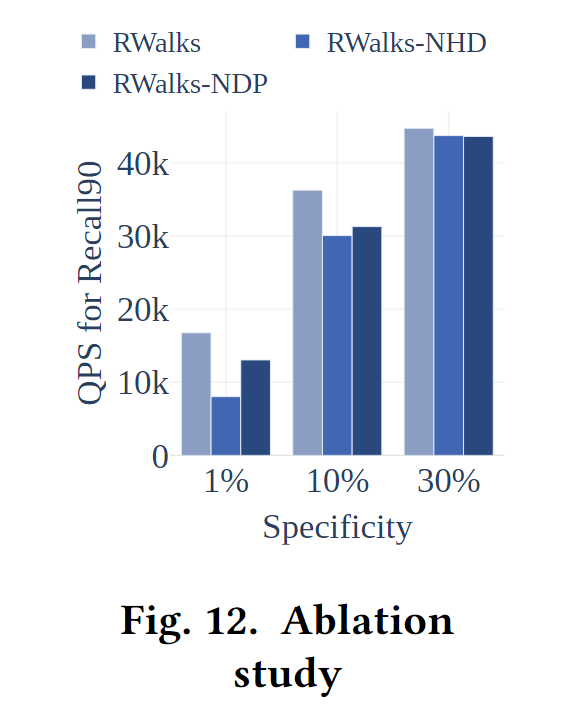 RWalks RWalks-NHD
RWalks-NDP
QPS for Recall90
40k
30k
20k
10k
0
1% 10% 30%
Specificity
Fig. 12. Ablation
study